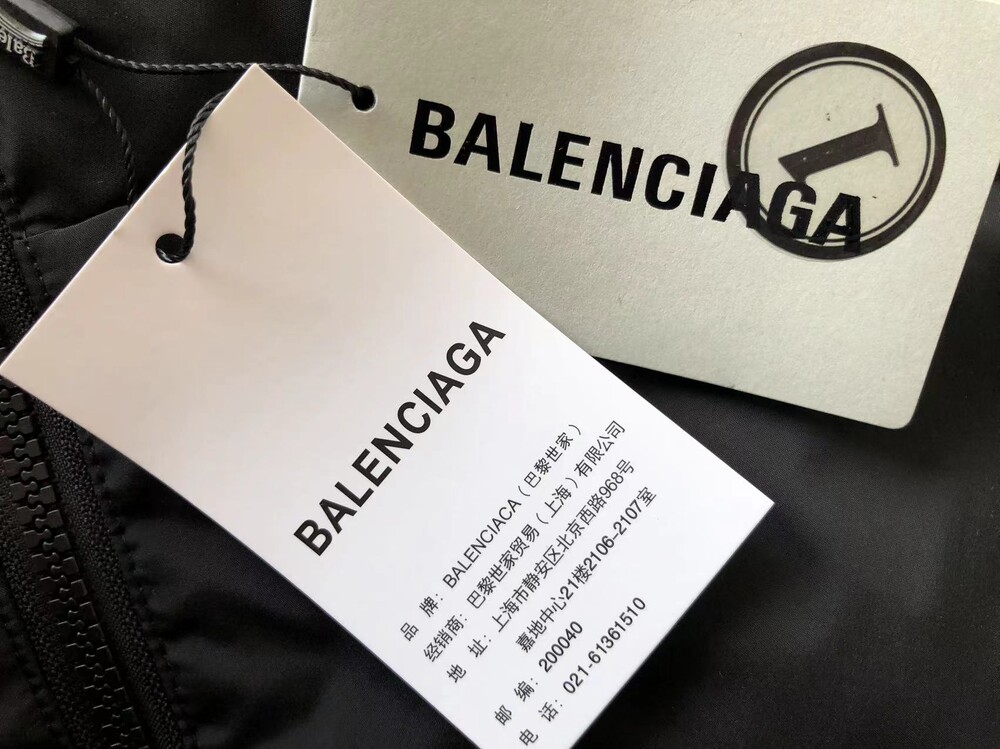 Bale
BALENCIAGA
I
BALENCIAGA
品 牌: BALENCIACA (巴黎世家)
经销商: 巴黎世家贸易 (上海) 有限公司
地 址: 上海市静安区北京西路968号
嘉地中心21楼2106-2107室
邮 编: 200040
电 话: 021-61361510